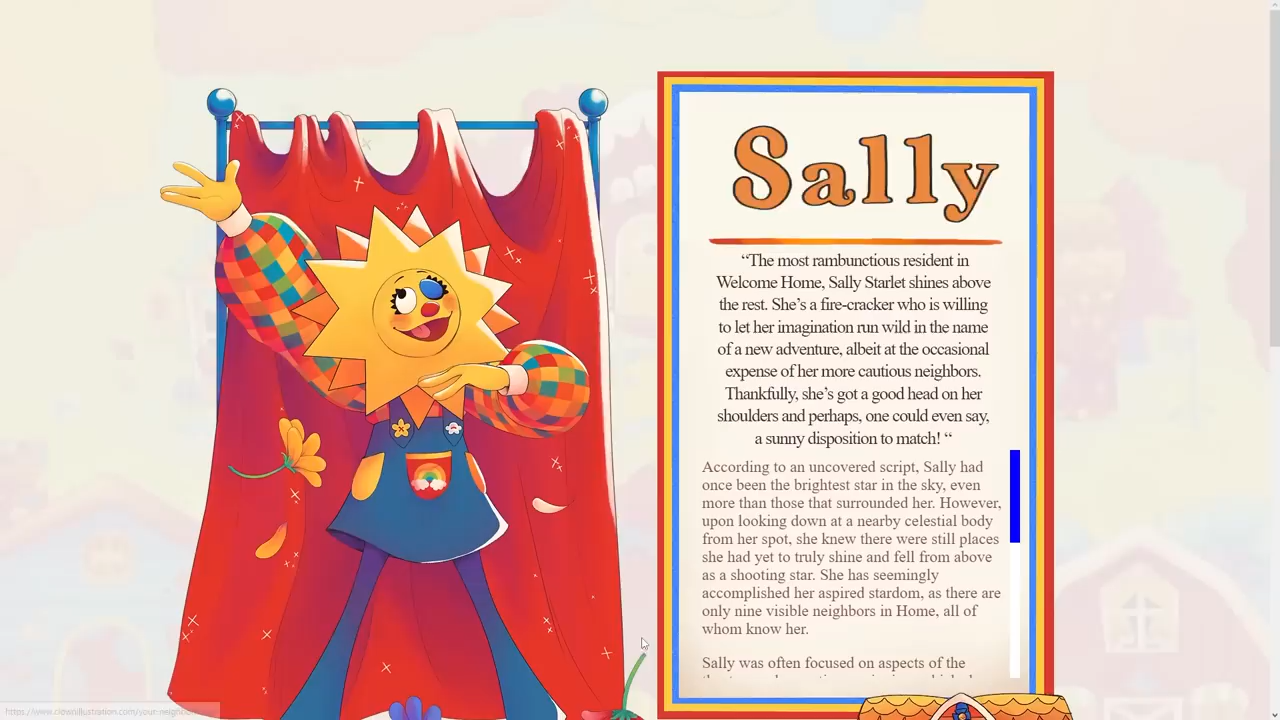 Sally
“The most rambunctious resident in
Welcome Home, Sally Starlet shines above
the rest. She’s a fire-cracker who is willing
to let her imagination run wild in the name
of a new adventure, albeit at the occasional
expense of her more cautious neighbors.
Thankfully, she’s got a good head on her
shoulders and perhaps, one could even say,
a sunny disposition to match! “
According to an uncovered script, Sally had
once been the brightest star in the sky, even
more than those that surrounded her. However,
upon looking down at a nearby celestial body
from her spot, she knew there were still places
she had yet to truly shine and fell from above
as a shooting star. She has seemingly
accomplished her aspired stardom, as there are
only nine visible neighbors in Home, all of
whom know her.
Sally was often focused on aspects of the
https://www.clownillustration.com/your-neighbor